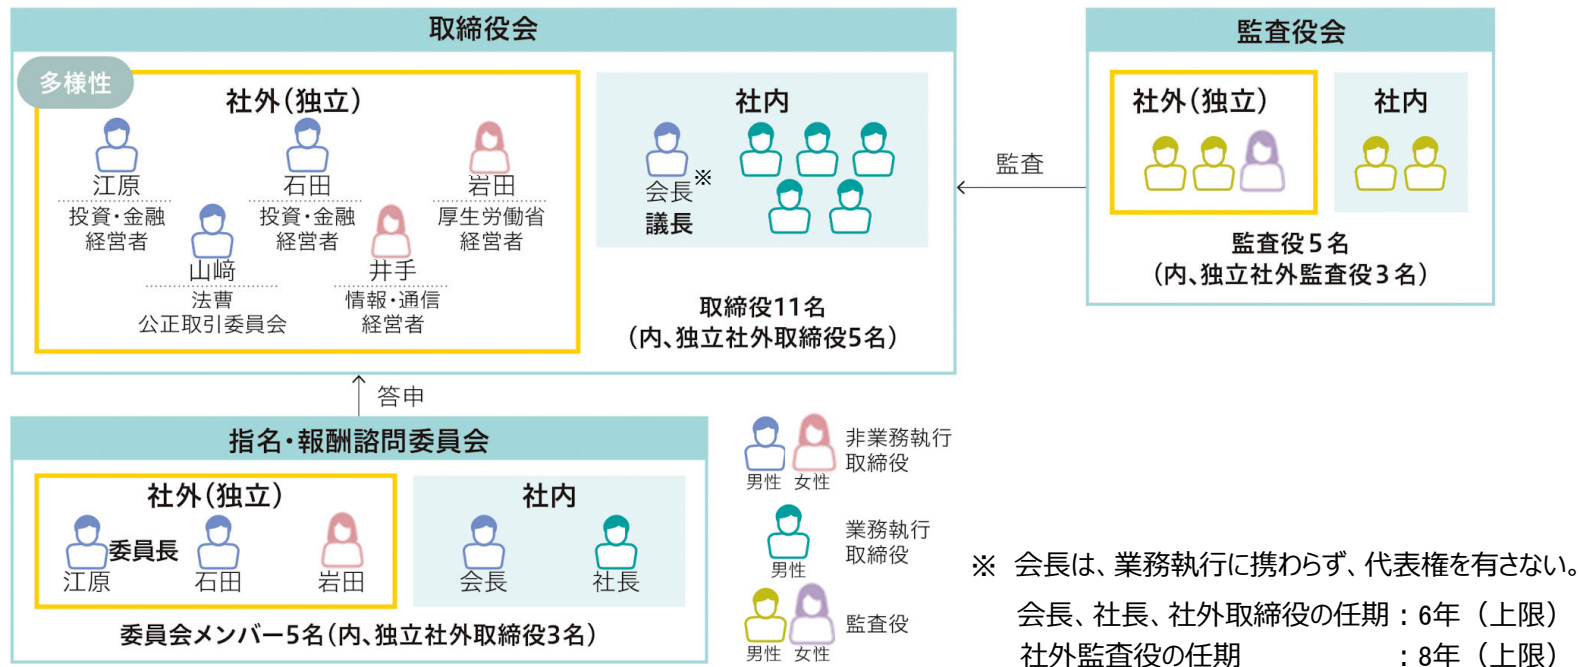 取締役会
多様性
社外(独立)
江原
投資・金融
経営者
石田
投資・金融
経営者
岩田
厚生労働省
経営者
山﨑
法曹
公正取引委員会
井手
情報・通信
経営者
社内
会長※
議長
取締役11名
(内、独立社外取締役5名)
監査
監査役会
社外(独立)
社内
監査役5名
(内、独立社外監査役3名)
答申
指名・報酬諮問委員会
社外(独立)
委員長
江原
石田
岩田
社内
会長
社長
委員会メンバー5名(内、独立社外取締役3名)
非業務執行
取締役
男性 女性
業務執行
取締役
男性
監査役
男性 女性
※ 会長は、業務執行に携わらず、代表権を有さない。
会長、社長、社外取締役の任期:6年(上限)
社外監査役の任期 :8年(上限)